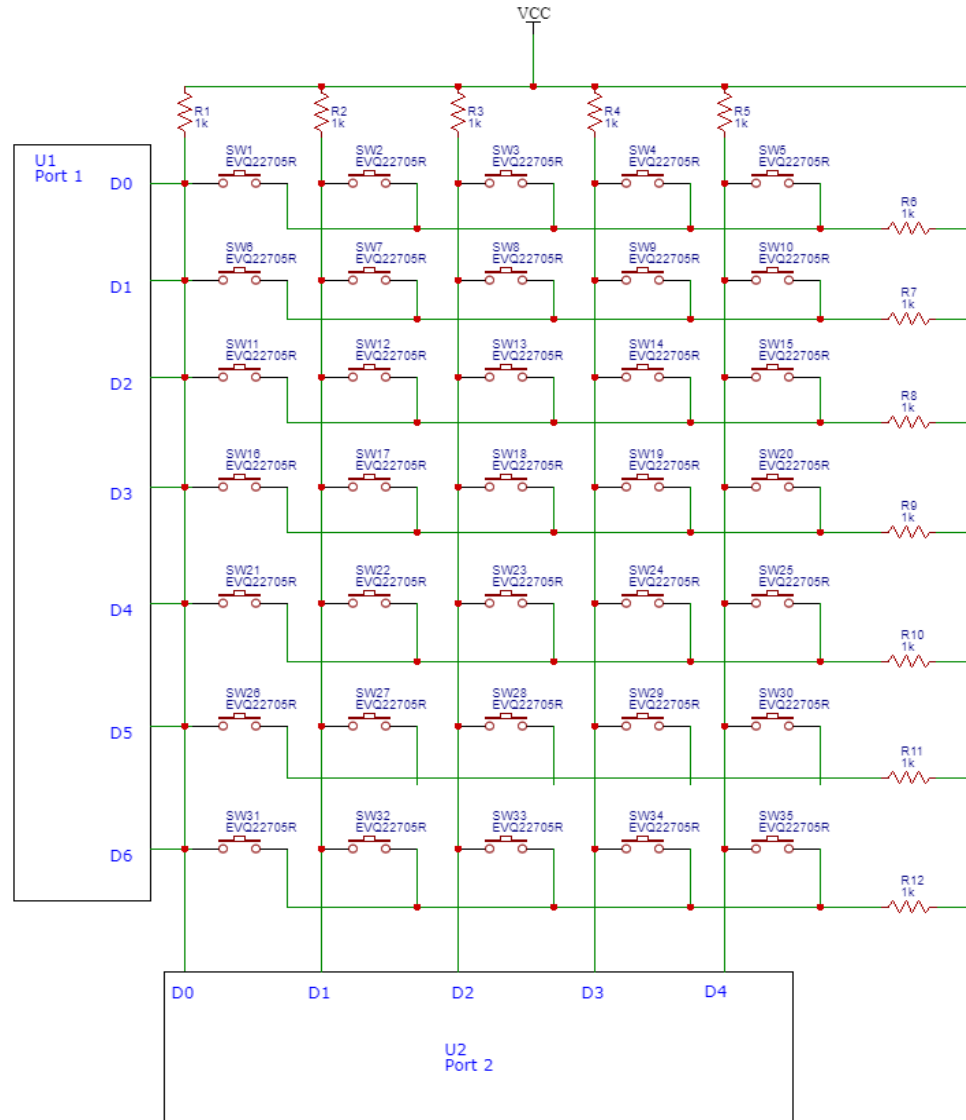 VCC
R1
1k
R2
1k
R3
1k
R4
1k
R5
1k
U1
Port 1
D0
SW1
EVQ22705R
SW2
EVQ22705R
SW3
EVQ22705R
SW4
EVQ22705R
SW5
EVQ22705R
R6
1k
D1
SW6
EVQ22705R
SW7
EVQ22705R
SW8
EVQ22705R
SW9
EVQ22705R
SW10
EVQ22705R
R7
1k
D2
SW11
EVQ22705R
SW12
EVQ22705R
SW13
EVQ22705R
SW14
EVQ22705R
SW15
EVQ22705R
R8
1k
D3
SW16
EVQ22705R
SW17
EVQ22705R
SW18
EVQ22705R
SW19
EVQ22705R
SW20
EVQ22705R
R9
1k
D4
SW21
EVQ22705R
SW22
EVQ22705R
SW23
EVQ22705R
SW24
EVQ22705R
SW25
EVQ22705R
R10
1k
D5
SW26
EVQ22705R
SW27
EVQ22705R
SW28
EVQ22705R
SW29
EVQ22705R
SW30
EVQ22705R
R11
1k
D6
SW31
EVQ22705R
SW32
EVQ22705R
SW33
EVQ22705R
SW34
EVQ22705R
SW35
EVQ22705R
R12
1k
D0
D1
D2
D3
D4
U2
Port 2